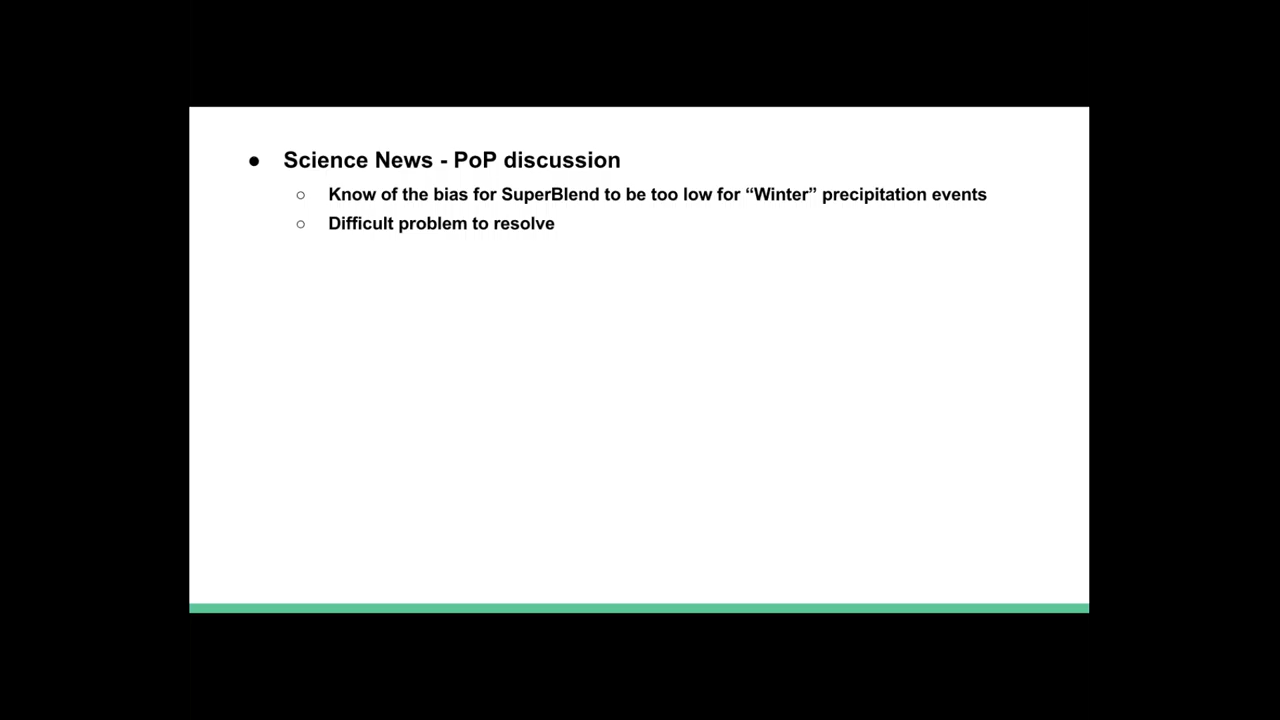 ● Science News - PoP discussion
○ Know of the bias for SuperBlend to be too low for “Winter” precipitation events
○ Difficult problem to resolve